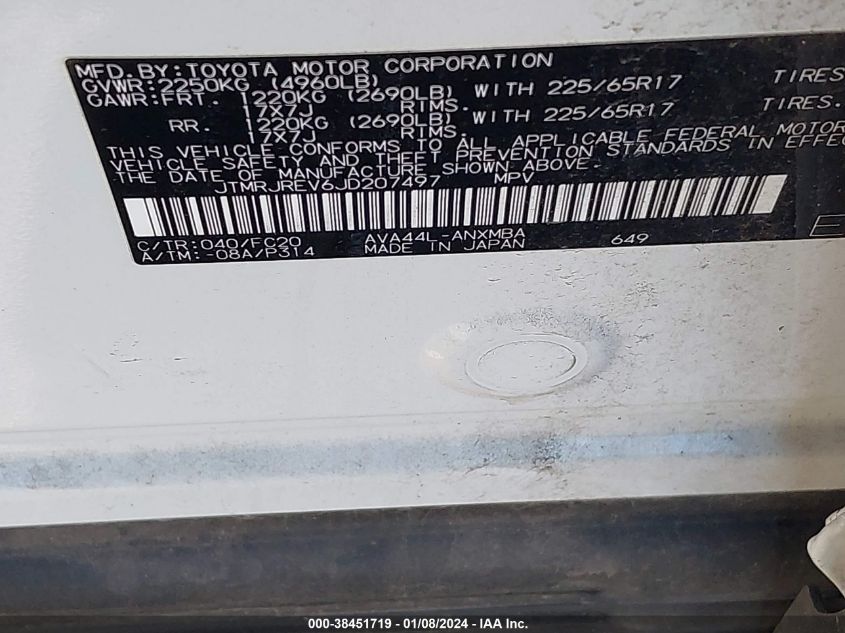 MFD. BY: TOYOTA MOTOR CORPORATION
GVWR: 2250KG (4960LB)
GAWR: FRT. 1220KG (2690LB) WITH 225/65R17 TIRES
17X7J RIMS.
RR. 1220KG (2690LB) WITH 225/65R17 TIRES.
17X7J RIMS.
THIS VEHICLE CONFORMS TO ALL APPLICABLE FEDERAL MOTOR
VEHICLE SAFETY AND THEFT PREVENTION STANDARDS IN EFFEC
THE DATE OF MANUFACTURE SHOWN ABOVE.
JTMRJREV6JD207497 MPV
C/TR: 040/FC20 AVA44L-ANXMBA 649
A/TM: -08A/P314 MADE IN JAPAN
000-38451719 - 01/08/2024 - IAA Inc.